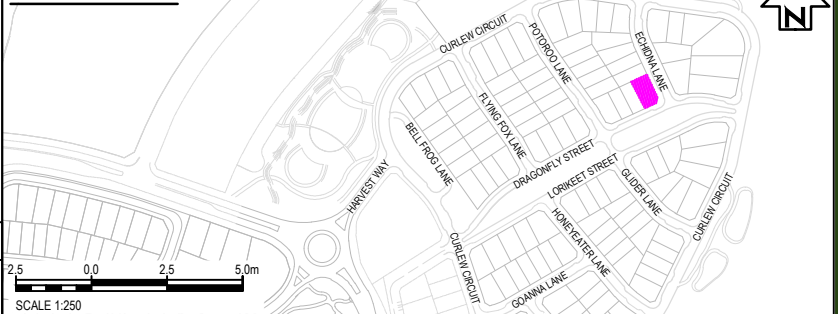 CURLEW CIRCUIT
POTOROO LANE
ECHIDNA LANE
N
FLYING FOX LANE
BELL FROG LANE
DRAGONFLY STREET
HARVEST WAY
LORIKEET STREET
GLIDER LANE
CURLEW CIRCUIT
HONEYEATER LANE
CURLEW CIRCUIT
GOANNA LANE
2.5 0.0 2.5 5.0m
SCALE 1:250